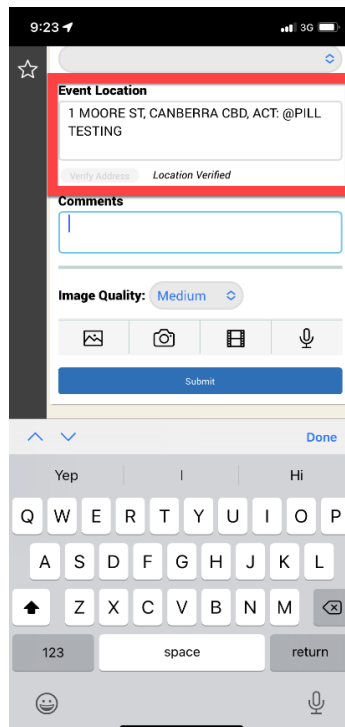 9:23 3G
Event Location
1 MOORE ST, CANBERRA CBD, ACT: @PILL
TESTING
Verify Address Location Verified
Comments
Image Quality: Medium
Submit
Done
Yep I Hi
Q W E R T Y U I O P
A S D F G H J K L
Z X C V B N M
123 space return